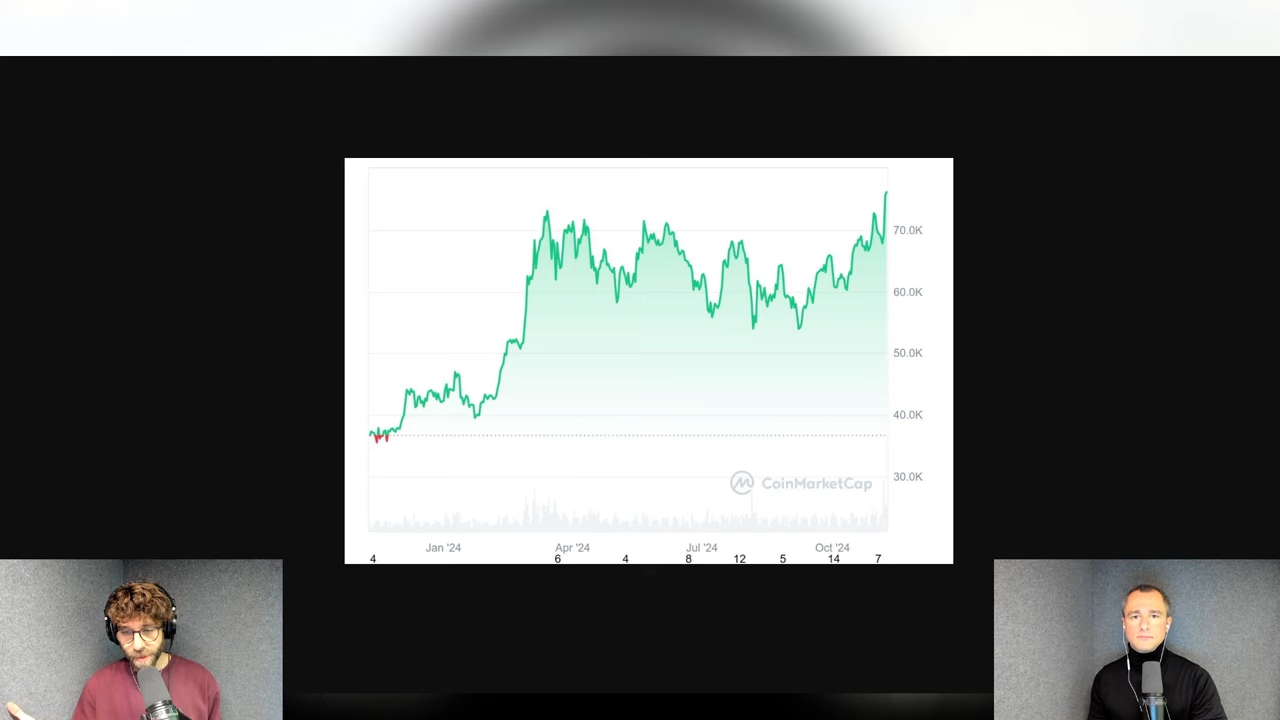 70.0K
60.0K
50.0K
40.0K
30.0K
CoinMarketCap
Jan '24 Apr '24 Jul '24 Oct '24
4 6 4 8 12 5 14 7